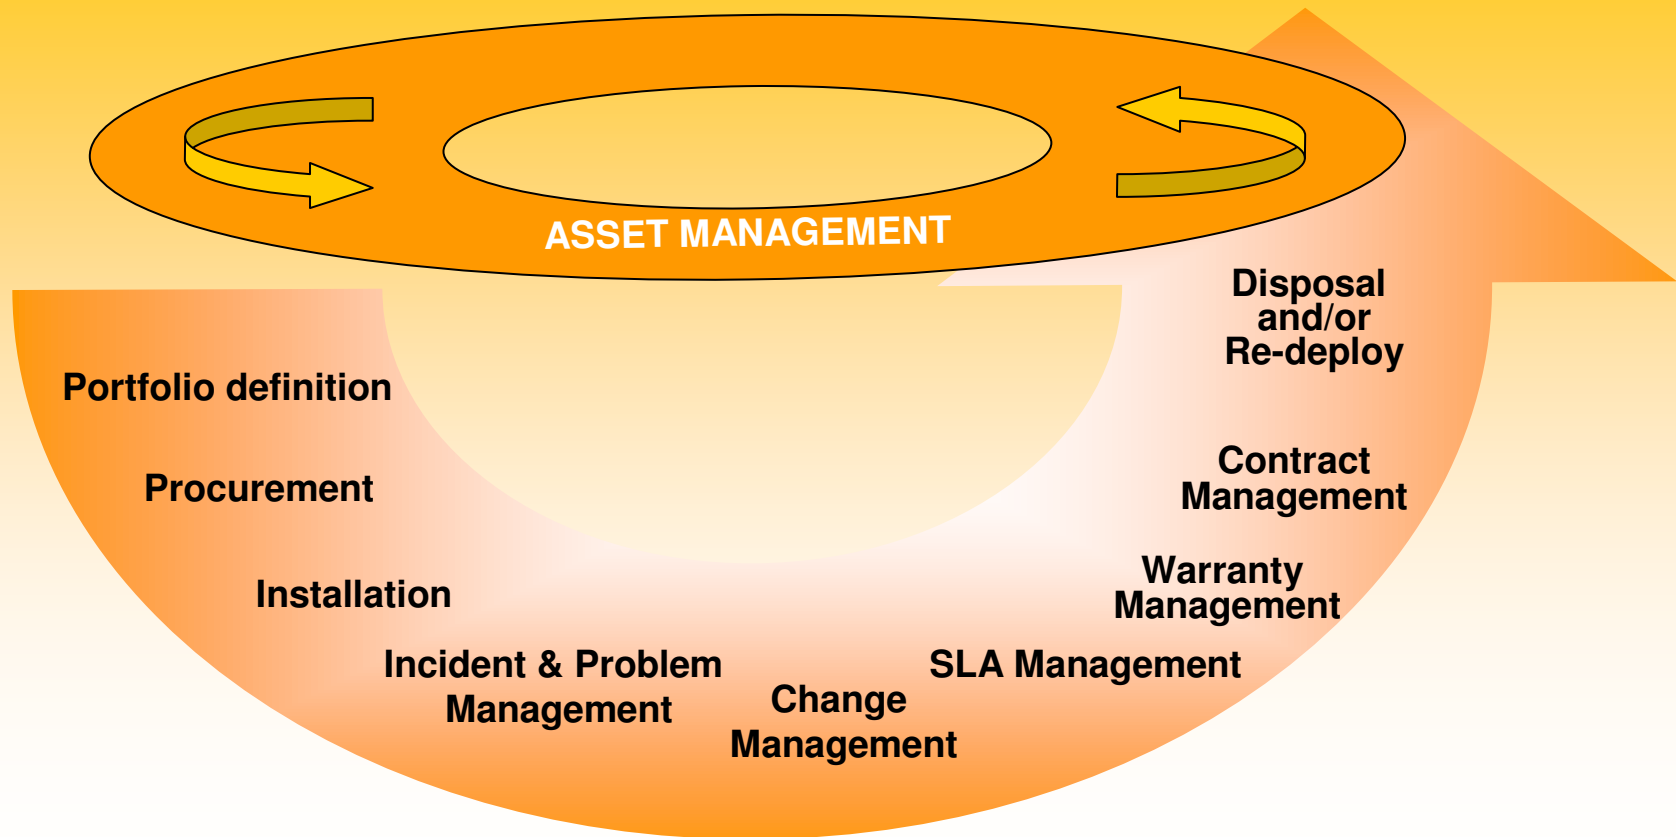 ASSET MANAGEMENT
Portfolio definition
Procurement
Installation
Incident & Problem
Management
Change
Management
SLA Management
Warranty
Management
Contract
Management
Disposal
and/or
Re-deploy